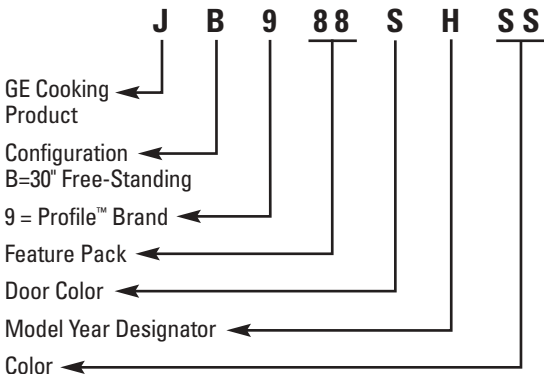 J B 9 88 S H SS
GE Cooking
Product
Configuration
B=30" Free-Standing
9 = Profile™ Brand
Feature Pack
Door Color
Model Year Designator
Color